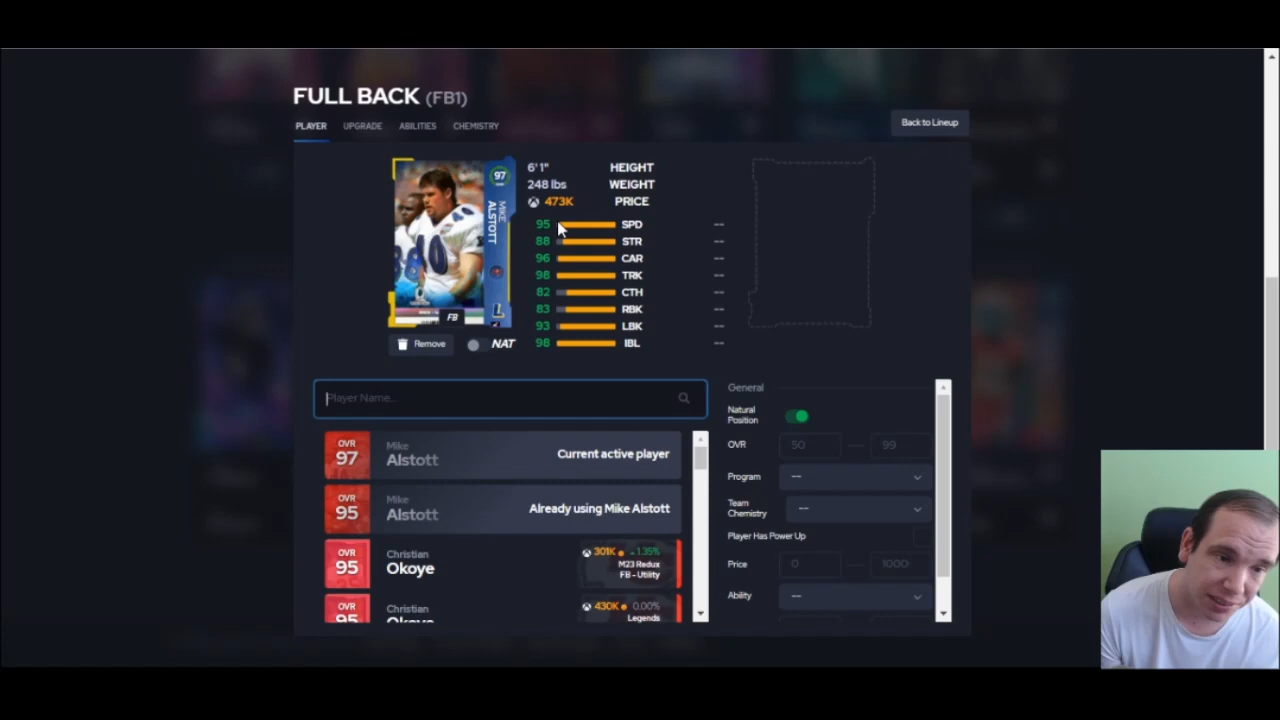 FULL BACK (FB1)
PLAYER UPGRADE ABILITIES CHEMISTRY
Back to Lineup
97
MIKE ALSTOTT
FB
6' 1" HEIGHT
248 lbs WEIGHT
473K PRICE
95 SPD --
88 STR --
96 CAR --
98 TRK --
82 CTH --
83 RBK --
93 LBK --
98 IBL --
Remove NAT
Player Name..
OVR 97 Mike Alstott Current active player
OVR 95 Mike Alstott Already using Mike Alstott
OVR 95 Christian Okoye 301K 1.35% M23 Redux FB - Utility
OVR 95 Christian Okoye 430K 0.00% Legends
General
Natural Position
OVR 50 — 99
Program --
Team Chemistry --
Player Has Power Up
Price 0 — 1000
Ability --